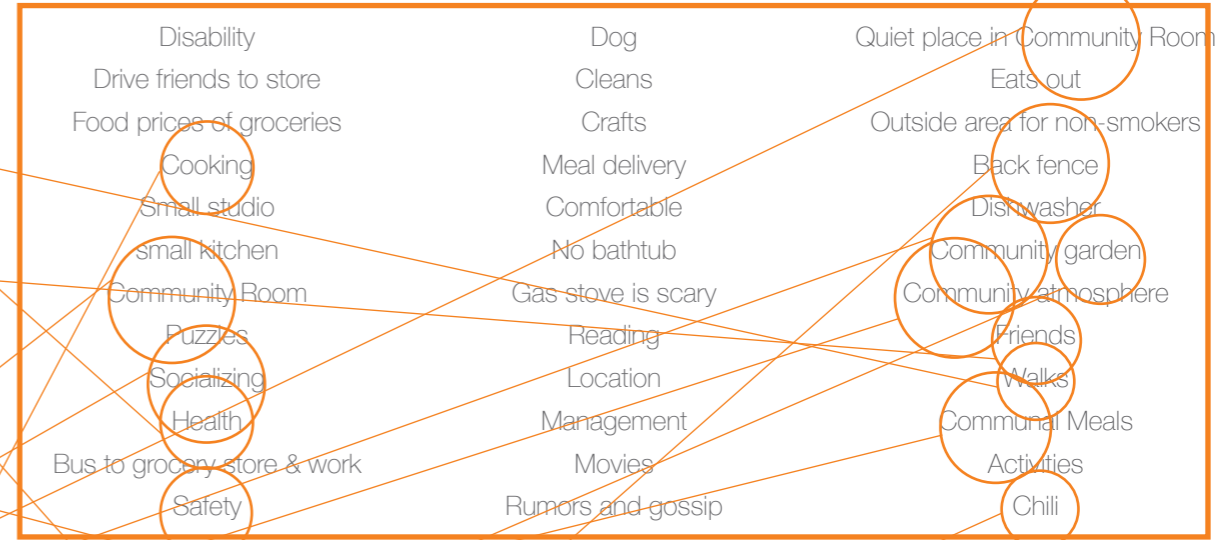 Disability
Drive friends to store
Food prices of groceries
Cooking
Small studio
small kitchen
Community Room
Puzzles
Socializing
Health
Bus to grocery store & work
Safety
Dog
Cleans
Crafts
Meal delivery
Comfortable
No bathtub
Gas stove is scary
Reading
Location
Management
Movies
Rumors and gossip
Quiet place in Community Room
Eats out
Outside area for non-smokers
Back fence
Dishwasher
Community garden
Community atmosphere
Friends
Walks
Communal Meals
Activities
Chili